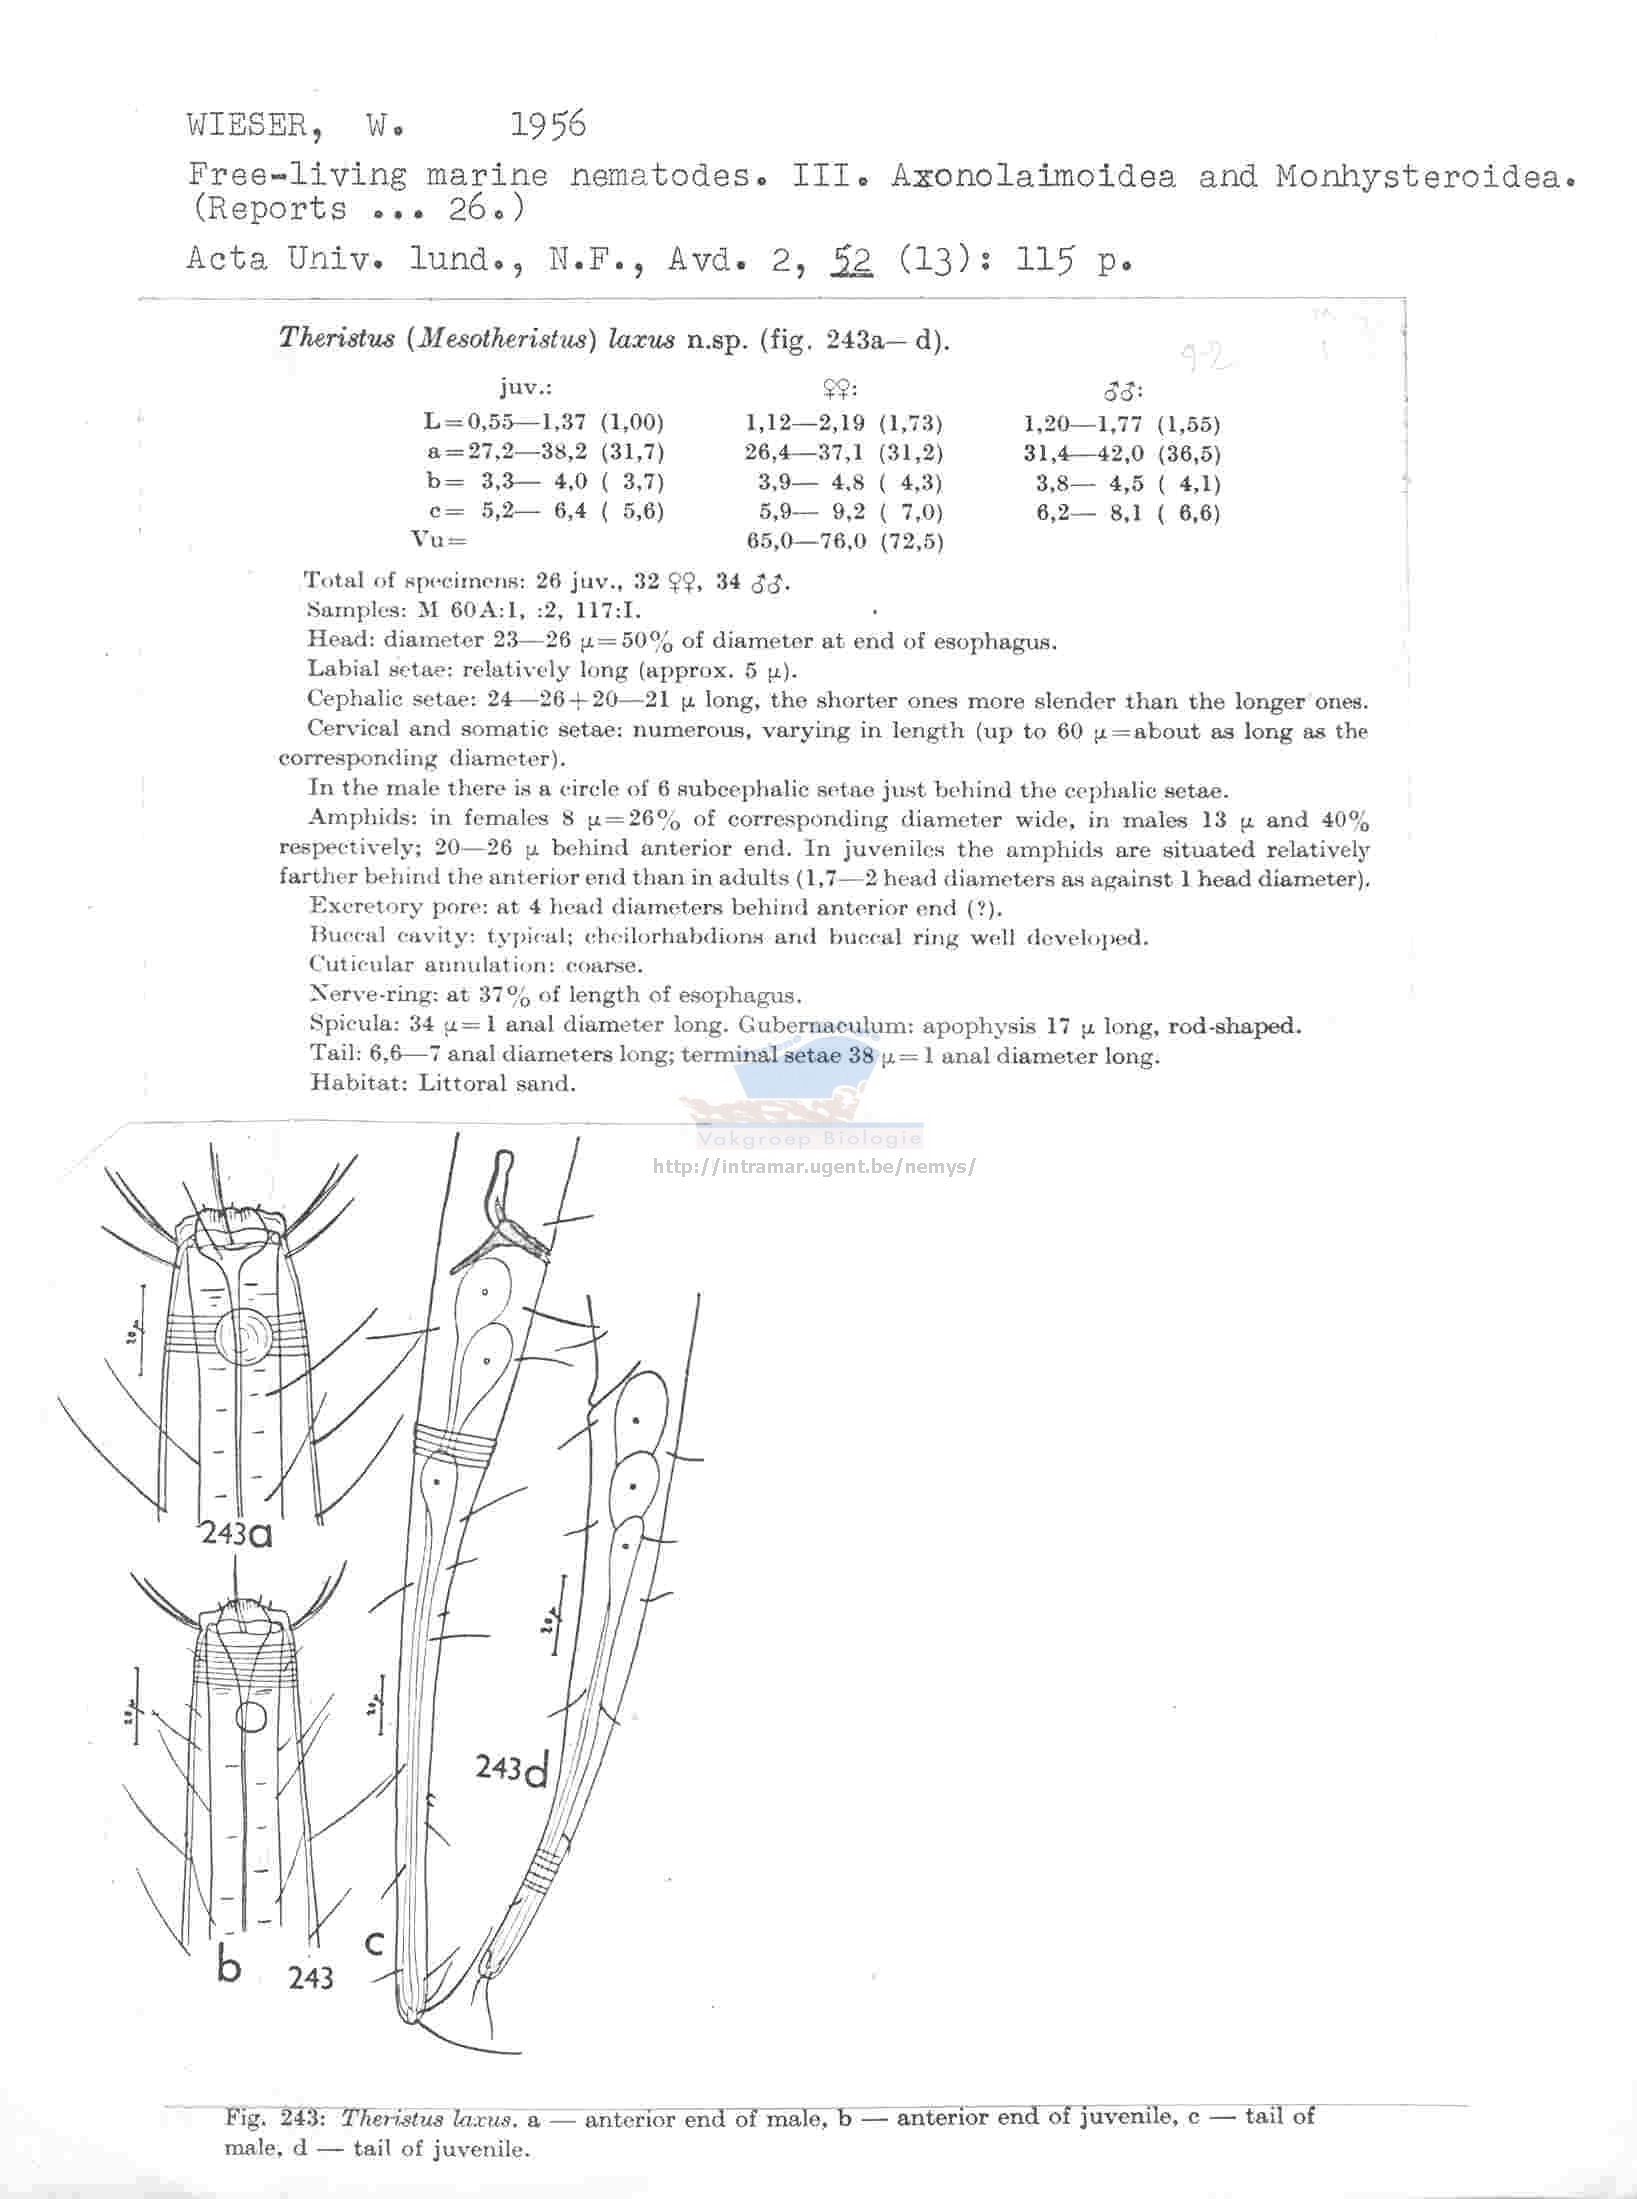 WIESER, W. 1956
Free-living marine nematodes. III. Axonolaimoidea and Monhysteroidea.
(Reports ... 26.)
Acta Univ. lund., N.F., Avd. 2, 52 (13): 115 p.
Theristus (Mesotheristus) laxus n.sp. (fig. 243a—d).
9-2
juv.: ♀♀: ♂♂:
L=0,55—1,37 (1,00) 1,12—2,19 (1,73) 1,20—1,77 (1,55)
a=27,2—38,2 (31,7) 26,4—37,1 (31,2) 31,4—42,0 (36,5)
b= 3,3— 4,0 ( 3,7) 3,9— 4,8 ( 4,3) 3,8— 4,5 ( 4,1)
c= 5,2— 6,4 ( 5,6) 5,9— 9,2 ( 7,0) 6,2— 8,1 ( 6,6)
Vu= 65,0—76,0 (72,5)
Total of specimens: 26 juv., 32 ♀♀, 34 ♂♂.
Samples: M 60A:1, :2, 117:I.
Head: diameter 23—26 μ=50% of diameter at end of esophagus.
Labial setae: relatively long (approx. 5 μ).
Cephalic setae: 24—26+20—21 μ long, the shorter ones more slender than the longer ones.
Cervical and somatic setae: numerous, varying in length (up to 60 μ=about as long as the
corresponding diameter).
In the male there is a circle of 6 subcephalic setae just behind the cephalic setae.
Amphids: in females 8 μ=26% of corresponding diameter wide, in males 13 μ and 40%
respectively; 20—26 μ behind anterior end. In juveniles the amphids are situated relatively
farther behind the anterior end than in adults (1,7—2 head diameters as against 1 head diameter).
Excretory pore: at 4 head diameters behind anterior end (?).
Buccal cavity: typical; cheilorhabdions and buccal ring well developed.
Cuticular annulation: coarse.
Nerve-ring: at 37% of length of esophagus.
Spicula: 34 μ=1 anal diameter long. Gubernaculum: apophysis 17 μ long, rod-shaped.
Tail: 6,6—7 anal diameters long; terminal setae 38 μ=1 anal diameter long.
Habitat: Littoral sand.
Vakgroep Biologie
http://intramar.ugent.be/nemys/
20μ
243a
20μ
20μ
20μ
243d
c
b 243
Fig. 243: Theristus laxus. a — anterior end of male, b — anterior end of juvenile, c — tail of
male, d — tail of juvenile.